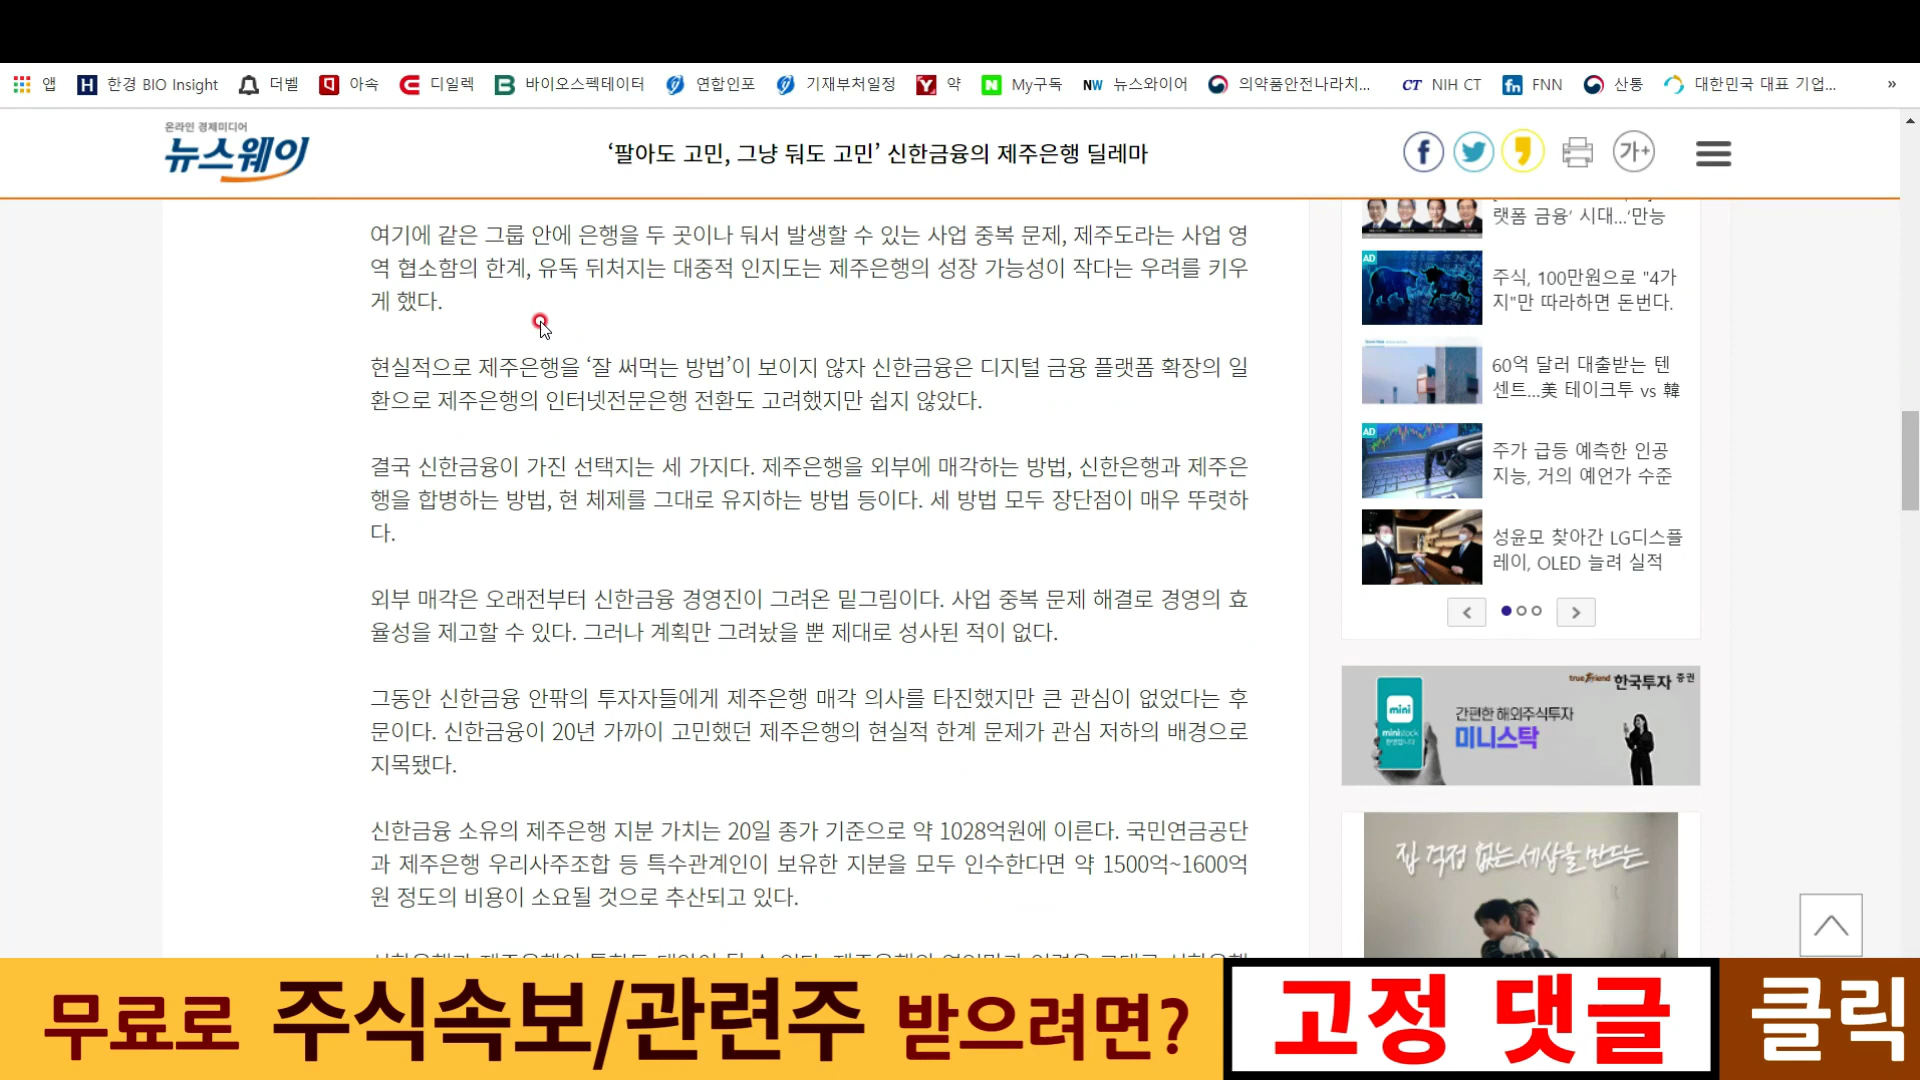 앱 한경 BIO Insight 더벨 아속 디일렉 바이오스펙테이터 연합인포 기재부처일정 약 My구독 NW 뉴스와이어 의약품안전나라치... CT NIH CT FNN 산통 대한민국 대표 기업... »
온라인 경제미디어
뉴스웨이
‘팔아도 고민, 그냥 둬도 고민’ 신한금융의 제주은행 딜레마
가+
여기에 같은 그룹 안에 은행을 두 곳이나 둬서 발생할 수 있는 사업 중복 문제, 제주도라는 사업 영
역 협소함의 한계, 유독 뒤처지는 대중적 인지도는 제주은행의 성장 가능성이 작다는 우려를 키우
게 했다.
현실적으로 제주은행을 ‘잘 써먹는 방법’이 보이지 않자 신한금융은 디지털 금융 플랫폼 확장의 일
환으로 제주은행의 인터넷전문은행 전환도 고려했지만 쉽지 않았다.
결국 신한금융이 가진 선택지는 세 가지다. 제주은행을 외부에 매각하는 방법, 신한은행과 제주은
행을 합병하는 방법, 현 체제를 그대로 유지하는 방법 등이다. 세 방법 모두 장단점이 매우 뚜렷하
다.
외부 매각은 오래전부터 신한금융 경영진이 그려온 밑그림이다. 사업 중복 문제 해결로 경영의 효
율성을 제고할 수 있다. 그러나 계획만 그려놨을 뿐 제대로 성사된 적이 없다.
그동안 신한금융 안팎의 투자자들에게 제주은행 매각 의사를 타진했지만 큰 관심이 없었다는 후
문이다. 신한금융이 20년 가까이 고민했던 제주은행의 현실적 한계 문제가 관심 저하의 배경으로
지목됐다.
신한금융 소유의 제주은행 지분 가치는 20일 종가 기준으로 약 1028억원에 이른다. 국민연금공단
과 제주은행 우리사주조합 등 특수관계인이 보유한 지분을 모두 인수한다면 약 1500억~1600억
원 정도의 비용이 소요될 것으로 추산되고 있다.
랫폼 금융’ 시대...‘만능
AD
주식, 100만원으로 "4가
지"만 따라하면 돈번다.
60억 달러 대출받는 텐
센트...美 테이크투 vs 韓
AD
주가 급등 예측한 인공
지능, 거의 예언가 수준
성윤모 찾아간 LG디스플
레이, OLED 늘려 실적
true friend 한국투자 증권
mini
ministock
간편한 해외주식투자
미니스탁
집 걱정 없는 세상을 만드는
무료로 주식속보/관련주 받으려면? 고정 댓글 클릭